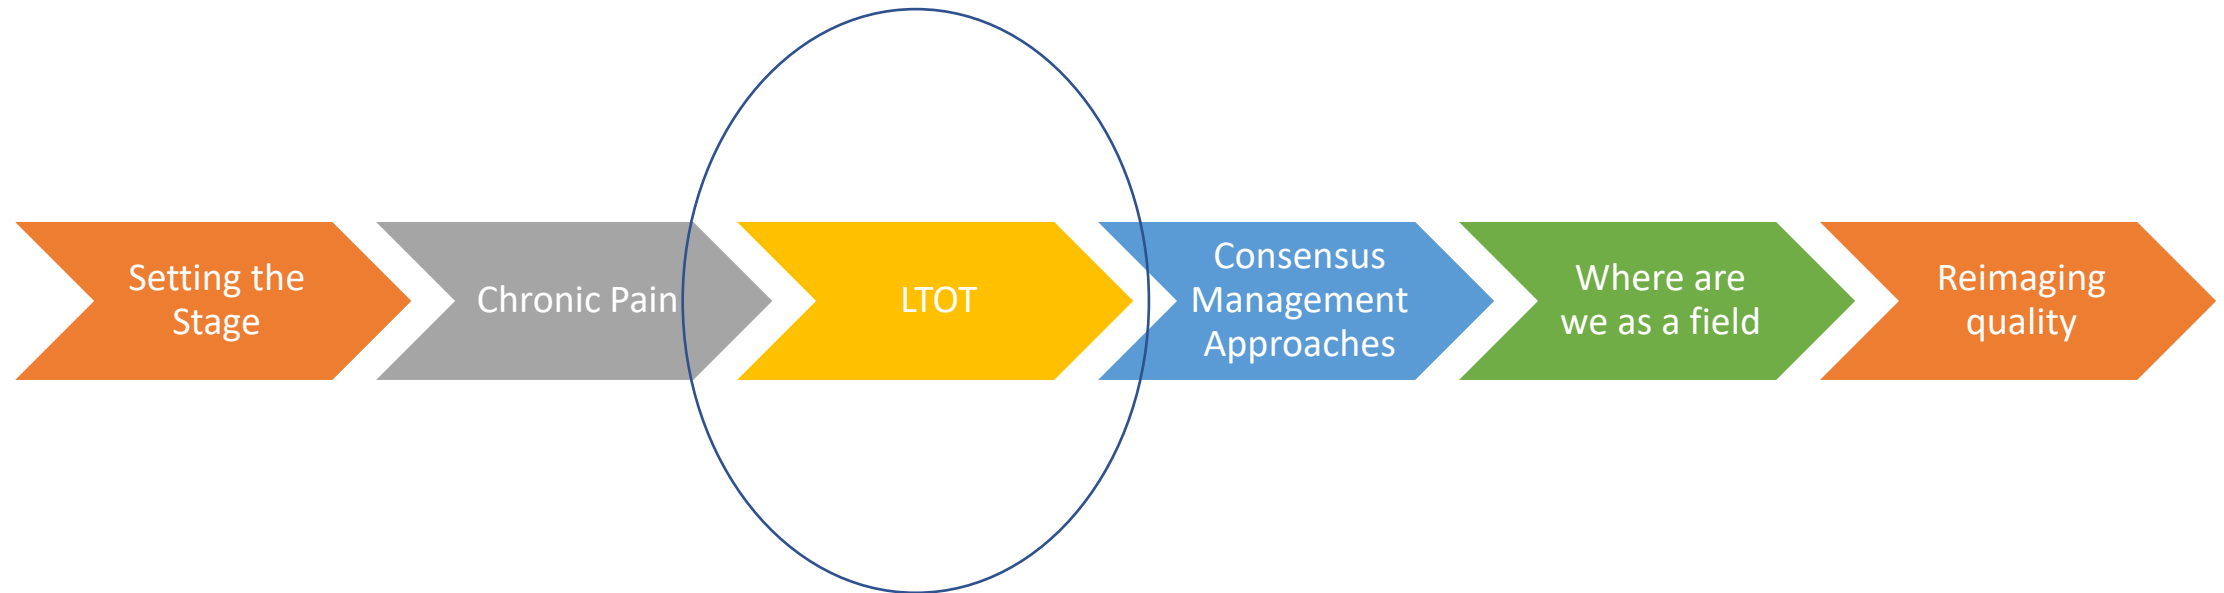 Setting the
Stage
Chronic Pain
LTOT
Consensus
Management
Approaches
Where are
we as a field
Reimaging
quality